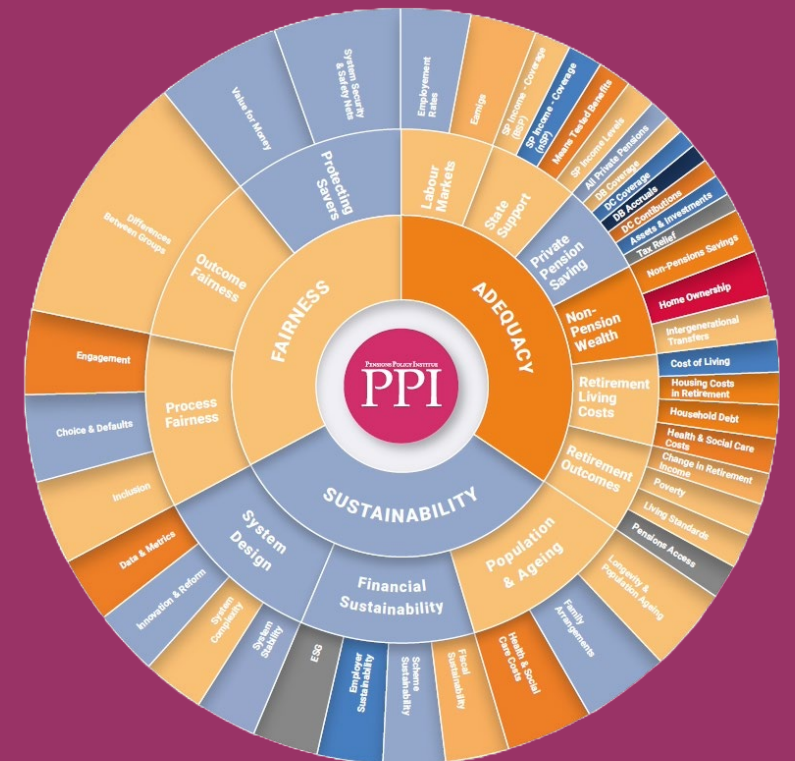 PENSIONS POLICY INSTITUTE
PPI
ADEQUACY
SUSTAINABILITY
FAIRNESS
Labour
Markets
State
Support
Private
Pension
Saving
Non-
Pension
Wealth
Retirement
Living
Costs
Retirement
Outcomes
Population
& Ageing
Financial
Sustainability
System
Design
Process
Fairness
Outcome
Fairness
Protecting
Savers
Employement
Rates
Earnigs
SP Income - Coverage
(BSP)
SP Income - Coverage
(nSP)
Means Tested Benefits
SP Income Levels
All Private Pensions
DB Coverage
DC Coverage
DB Accruals
DC Contibutions
Assets & Investments
Tax Relief
Non-Pensions Savings
Home Ownership
Intergenerational
Transfers
Cost of Living
Housing Costs
in Retirement
Household Debt
Health & Social Care
Costs
Change in Retirement
Income
Poverty
Living Standards
Pensions Access
Longevity &
Population Ageing
Family
Arrangements
Health & Social
Care Costs
Fiscal
Sustainability
Scheme
Sustainability
Employer
Sustainability
ESG
System
Stability
System
Complexity
Innovation & Reform
Data & Metrics
Inclusion
Choice & Defaults
Engagement
Differences
Between Groups
Value for Money
System Security
& Safety Nets